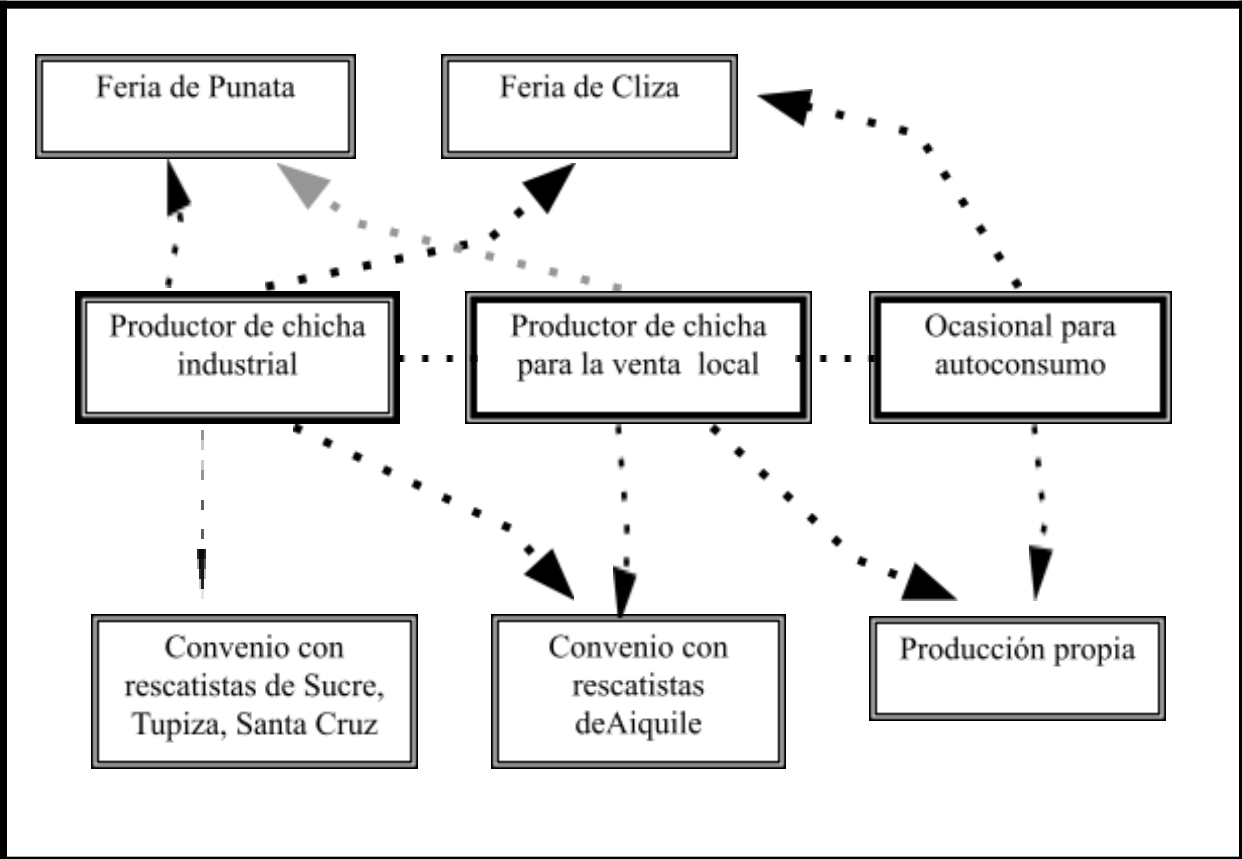 Feria de Punata
Feria de Cliza
Productor de chicha
industrial
Productor de chicha
para la venta  local
Ocasional para
autoconsumo
Convenio con
rescatistas de Sucre,
Tupiza, Santa Cruz
Convenio con
rescatistas
deAiquile
Producción propia